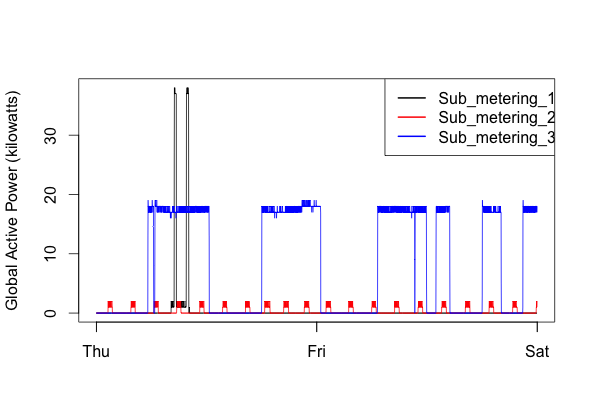 Sub_metering_1
Sub_metering_2
Sub_metering_3
Global Active Power (kilowatts)
30
20
10
0
Thu Fri Sat